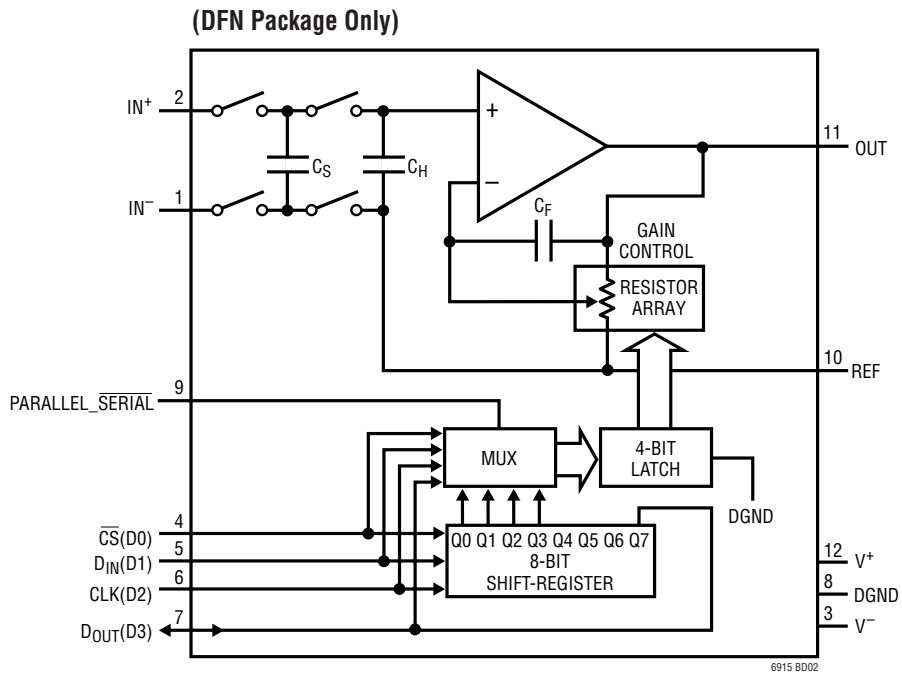 (DFN Package Only)
IN+
2
IN−
1
CS
CH
+
−
CF
11
OUT
GAIN
CONTROL
RESISTOR
ARRAY
10
REF
9
PARALLEL_SERIAL
MUX
4-BIT
LATCH
DGND
4
CS(D0)
5
DIN(D1)
6
CLK(D2)
7
DOUT(D3)
Q0 Q1 Q2 Q3 Q4 Q5 Q6 Q7
8-BIT
SHIFT-REGISTER
12
V+
8
DGND
3
V−
6915 BD02